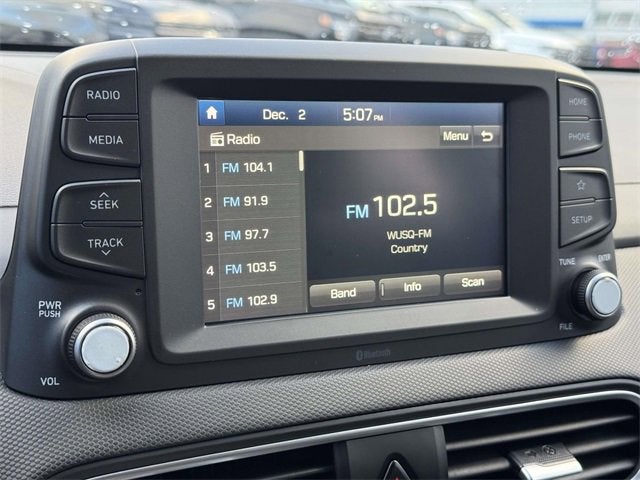 RADIO
MEDIA
SEEK
TRACK
PWR
PUSH
VOL
Dec. 2 5:07 PM
Radio Menu
1 FM 104.1
2 FM 91.9
3 FM 97.7
4 FM 103.5
5 FM 102.9
FM 102.5
WUSQ-FM
Country
Band Info Scan
HOME
PHONE
SETUP
TUNE ENTER
FILE
Bluetooth